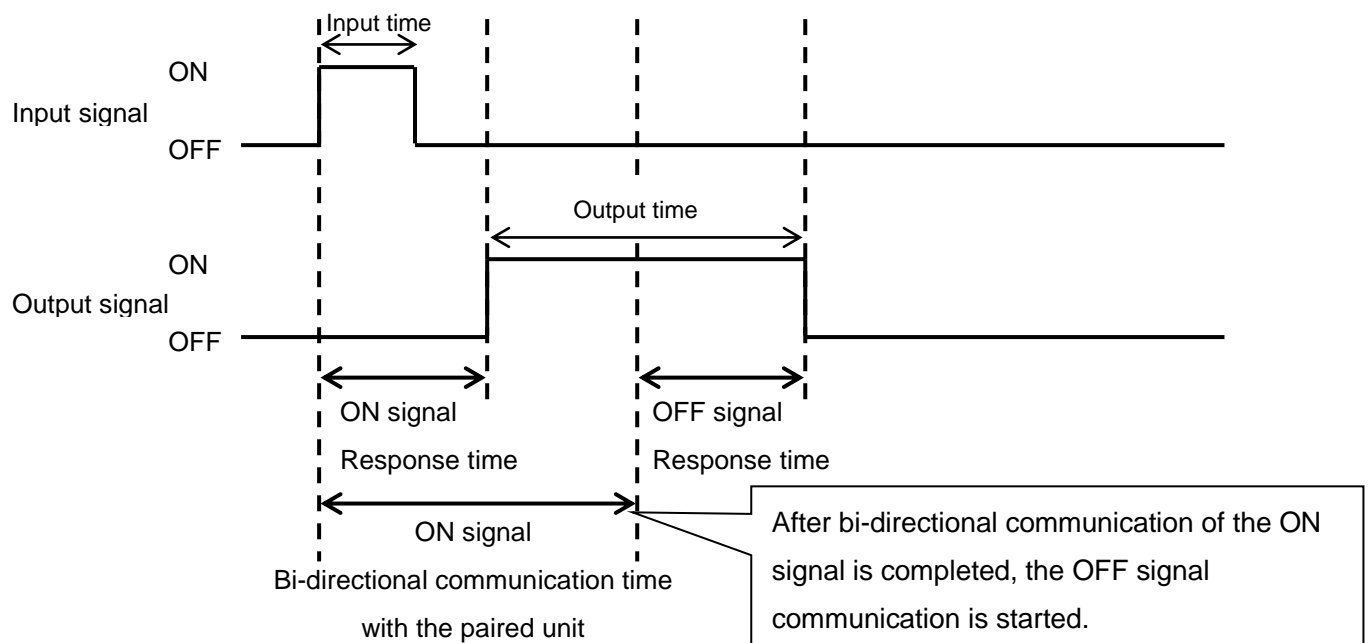 Input time
ON
Input signal
OFF
Output time
ON
Output signal
OFF
ON signal
Response time
OFF signal
Response time
ON signal
Bi-directional communication time
with the paired unit
After bi-directional communication of the ON
signal is completed, the OFF signal
communication is started.